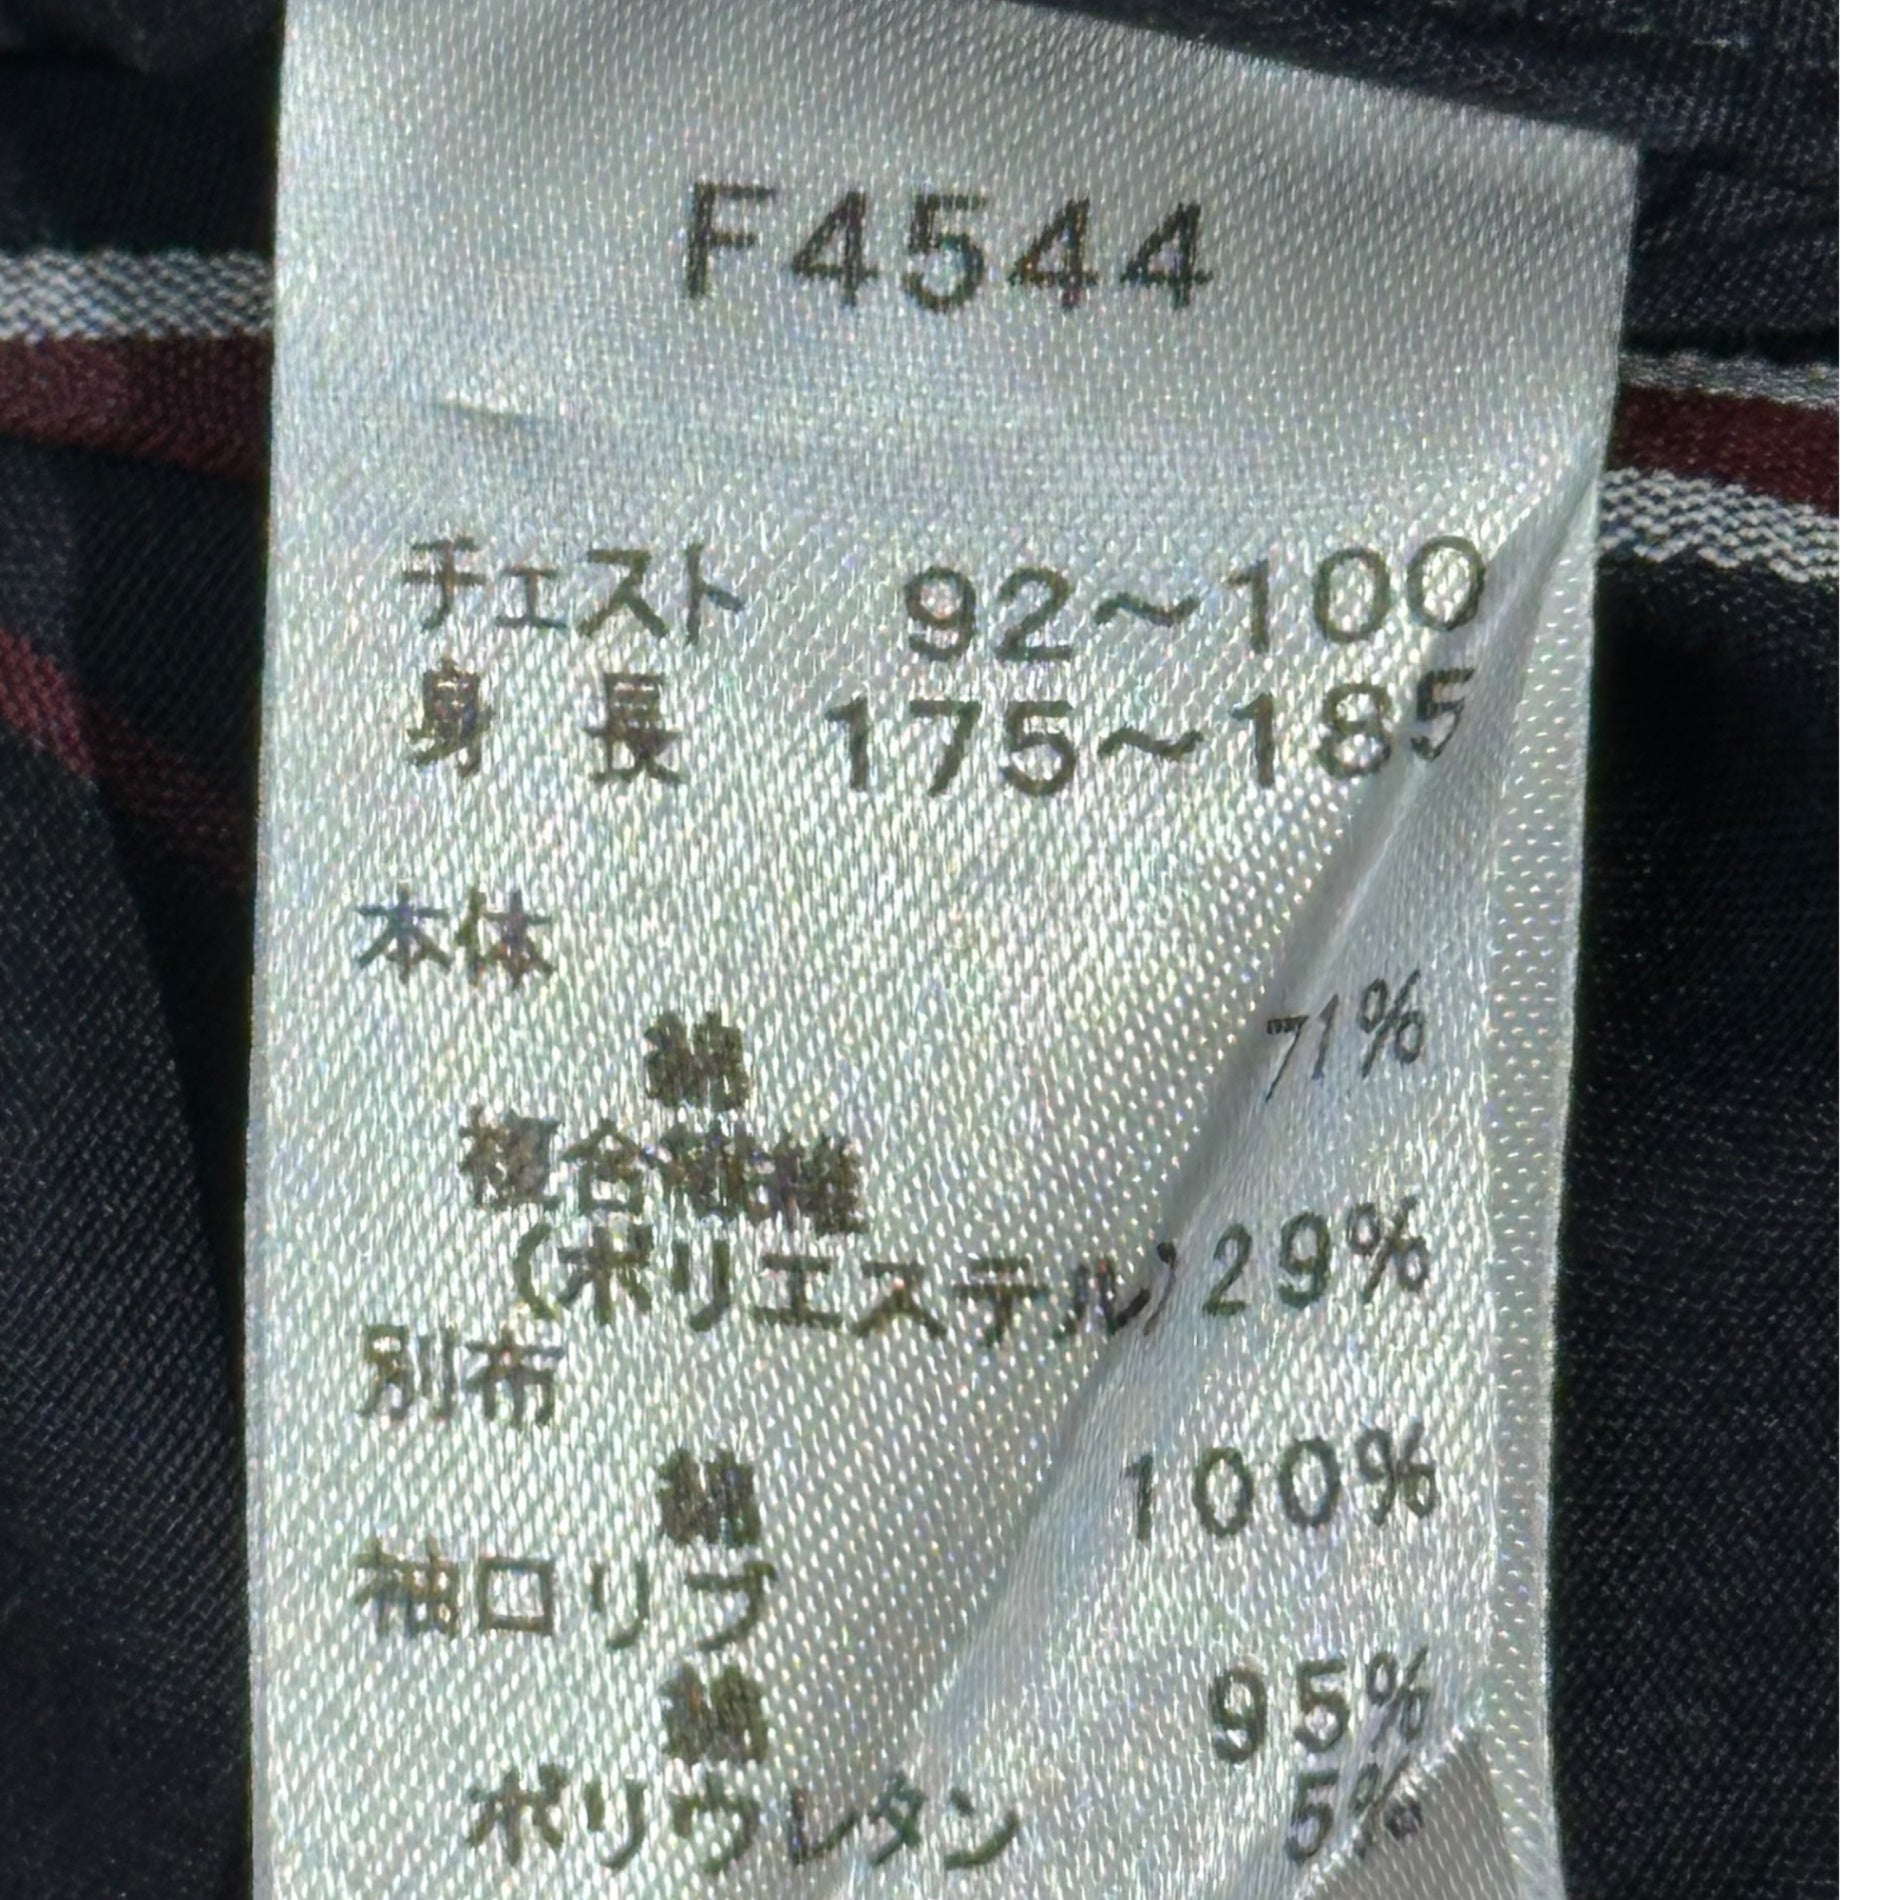 F4544
チェスト 92～100
身長 175～185
本体
綿 71%
複合繊維
(ポリエステル) 29%
別布
綿 100%
袖口リブ
綿 95%
ポリウレタン 5%